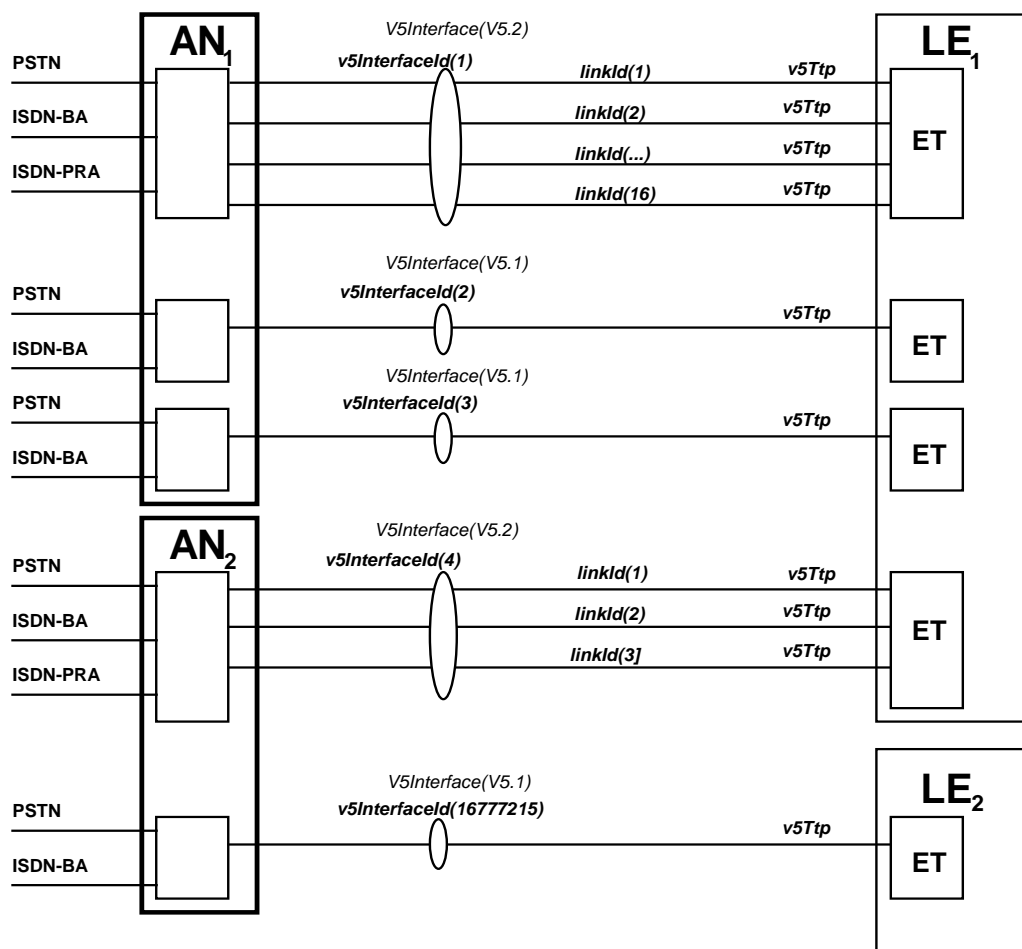 V5Interface(V5.2)
AN1
LE1
PSTN
v5InterfaceId(1)
linkId(1)
v5Ttp
ISDN-BA
linkId(2)
v5Ttp
ET
ISDN-PRA
linkId(...)
v5Ttp
linkId(16)
v5Ttp
V5Interface(V5.1)
PSTN
v5InterfaceId(2)
v5Ttp
ISDN-BA
ET
V5Interface(V5.1)
PSTN
v5InterfaceId(3)
v5Ttp
ISDN-BA
ET
V5Interface(V5.2)
AN2
PSTN
v5InterfaceId(4)
linkId(1)
v5Ttp
ISDN-BA
linkId(2)
v5Ttp
ET
ISDN-PRA
linkId(3]
v5Ttp
V5Interface(V5.1)
LE2
PSTN
v5InterfaceId(16777215)
v5Ttp
ISDN-BA
ET